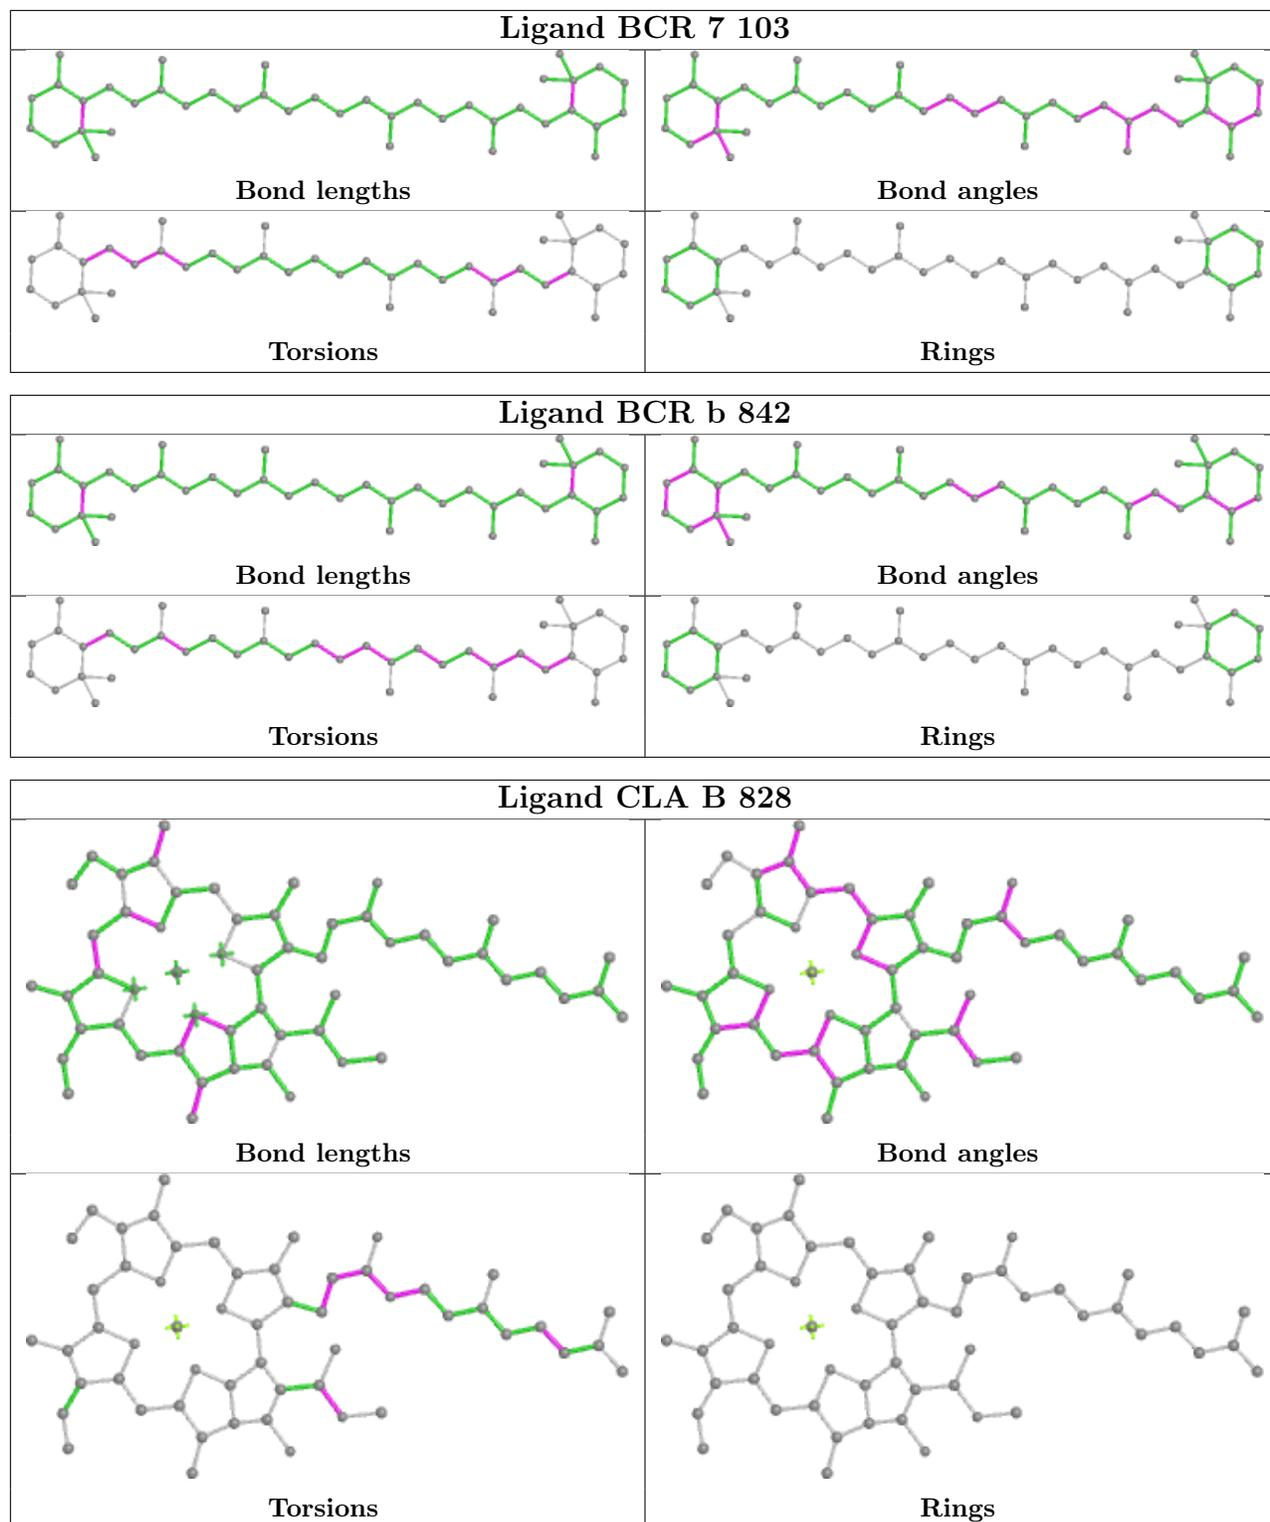 Ligand BCR 7 103
Bond lengths
Bond angles
Torsions
Rings
Ligand BCR b 842
Bond lengths
Bond angles
Torsions
Rings
Ligand CLA B 828
Bond lengths
Bond angles
Torsions
Rings